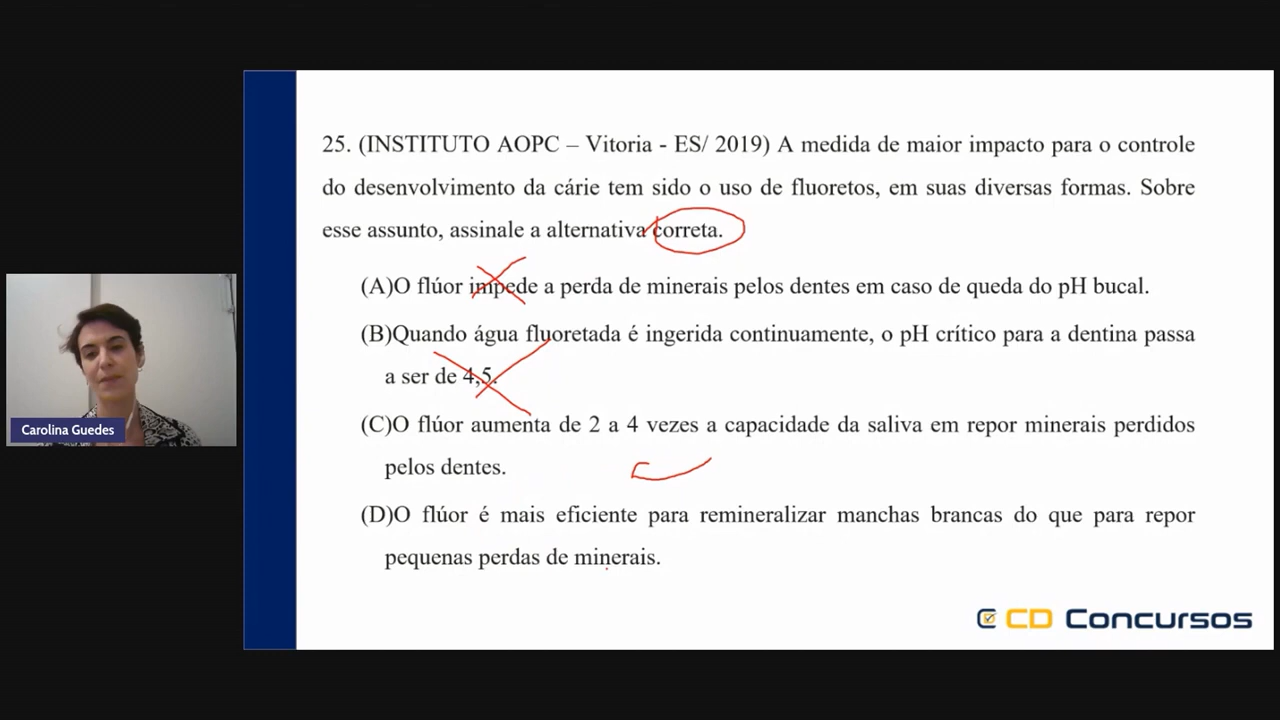 25. (INSTITUTO AOPC – Vitoria - ES/ 2019) A medida de maior impacto para o controle
do desenvolvimento da cárie tem sido o uso de fluoretos, em suas diversas formas. Sobre
esse assunto, assinale a alternativa correta.
(A)O flúor impede a perda de minerais pelos dentes em caso de queda do pH bucal.
(B)Quando água fluoretada é ingerida continuamente, o pH crítico para a dentina passa
a ser de 4,5.
(C)O flúor aumenta de 2 a 4 vezes a capacidade da saliva em repor minerais perdidos
pelos dentes.
(D)O flúor é mais eficiente para remineralizar manchas brancas do que para repor
pequenas perdas de minerais.
Carolina Guedes
CD Concursos